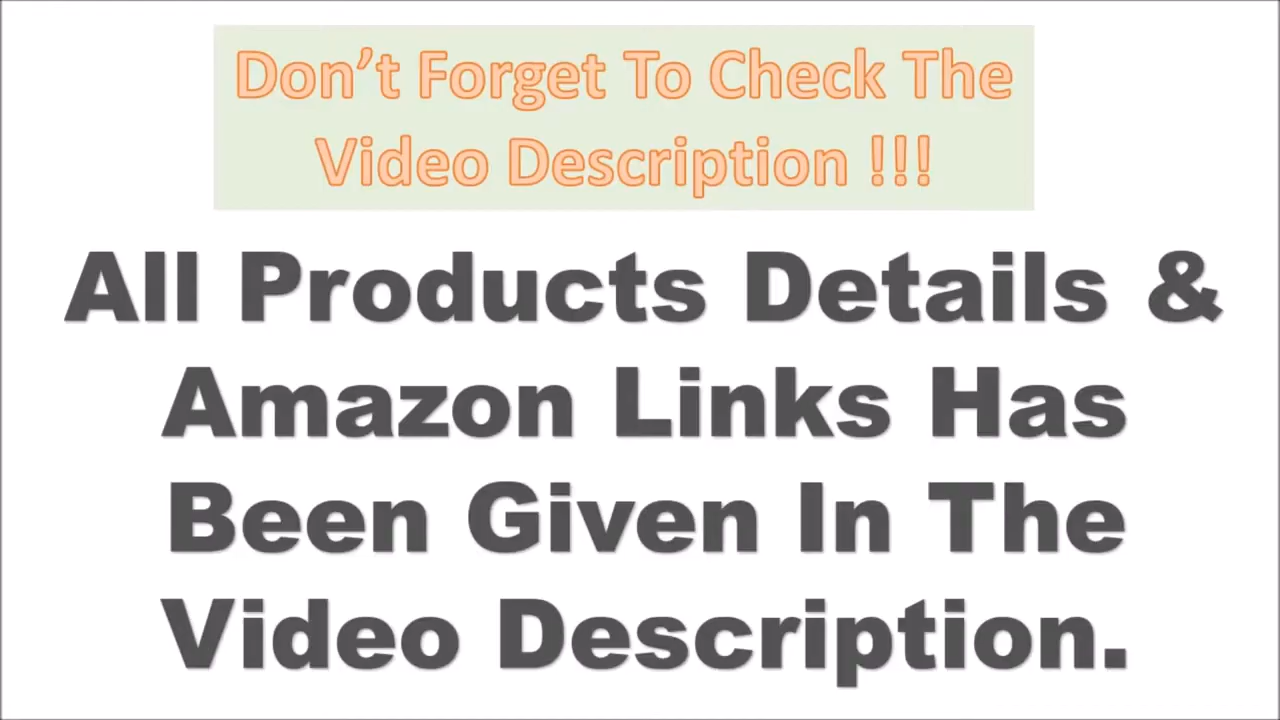 Don’t Forget To Check The
Video Description !!!
All Products Details &
Amazon Links Has
Been Given In The
Video Description.